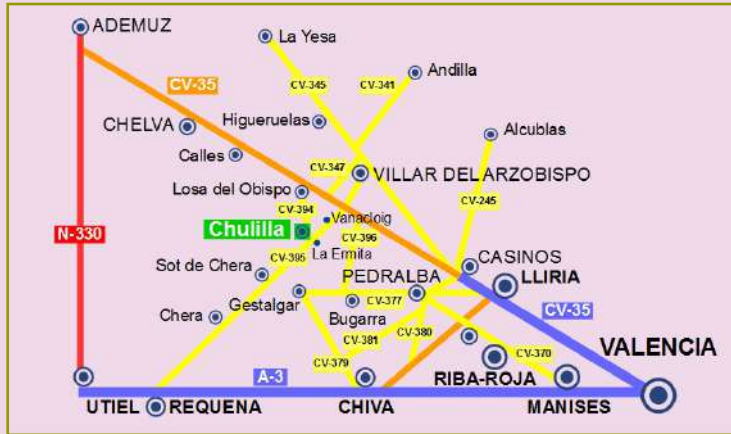 ADEMUZ
La Yesa
Andilla
CV-35
CV-345
CV-341
CHELVA
Higueruelas
Alcublas
Calles
CV-347
VILLAR DEL ARZOBISPO
Losa del Obispo
CV-245
CV-394
Vanacloig
N-330
Chulilla
CV-396
La Ermita
CV-395
CASINOS
Sot de Chera
PEDRALBA
LLIRIA
Gestalgar
CV-377
CV-35
Chera
Bugarra
CV-381
CV-380
VALENCIA
CV-379
CV-370
A-3
RIBA-ROJA
UTIEL
REQUENA
CHIVA
MANISES